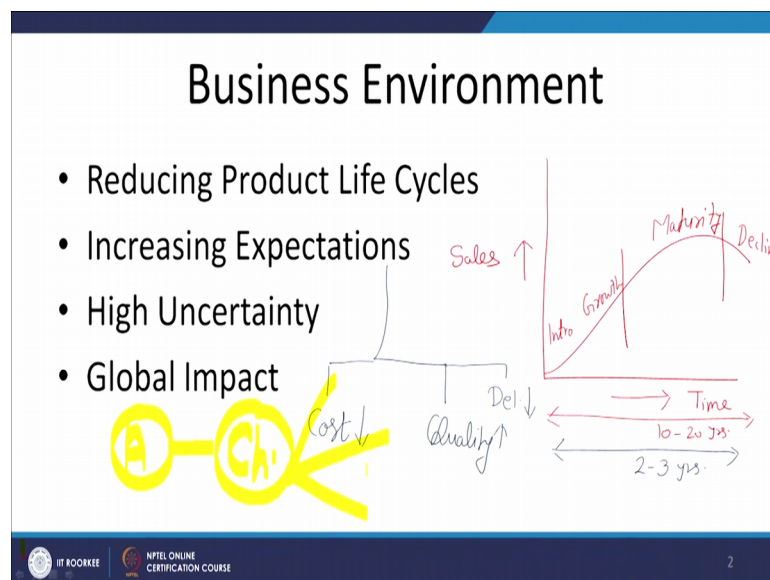 Business Environment
• Reducing Product Life Cycles
• Increasing Expectations
• High Uncertainty
• Global Impact
Sales ↑
Intro
Growth
Maturity
Declin
→ Time
10-20 yrs.
2-3 yrs.
Cost ↓
Quality ↑
Del. ↓
A
Ch.
IIT ROORKEE
NPTEL ONLINE
CERTIFICATION COURSE
2